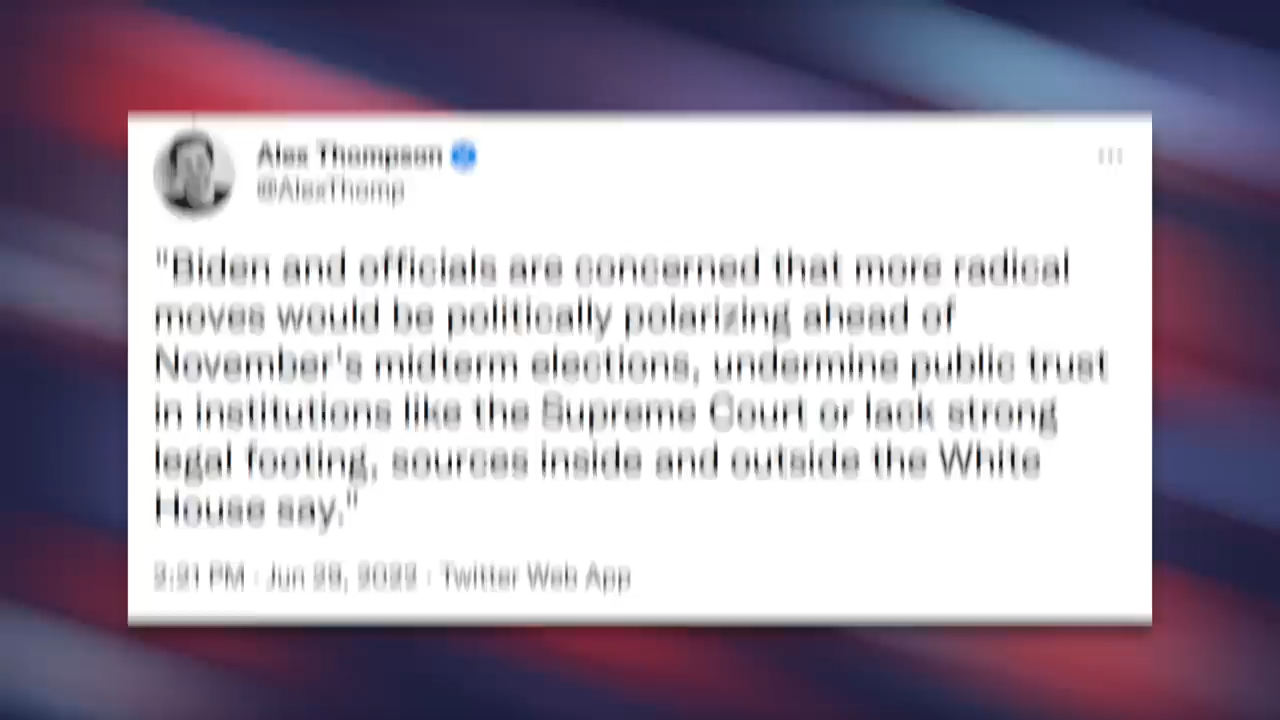 Alex Thompson
@AlexThomp
"Biden and officials are concerned that more radical
moves would be politically polarizing ahead of
November's midterm elections, undermine public trust
in institutions like the Supreme Court or lack strong
legal footing, sources inside and outside the White
House say."
PM · Jun 29, 2022 · Twitter Web App